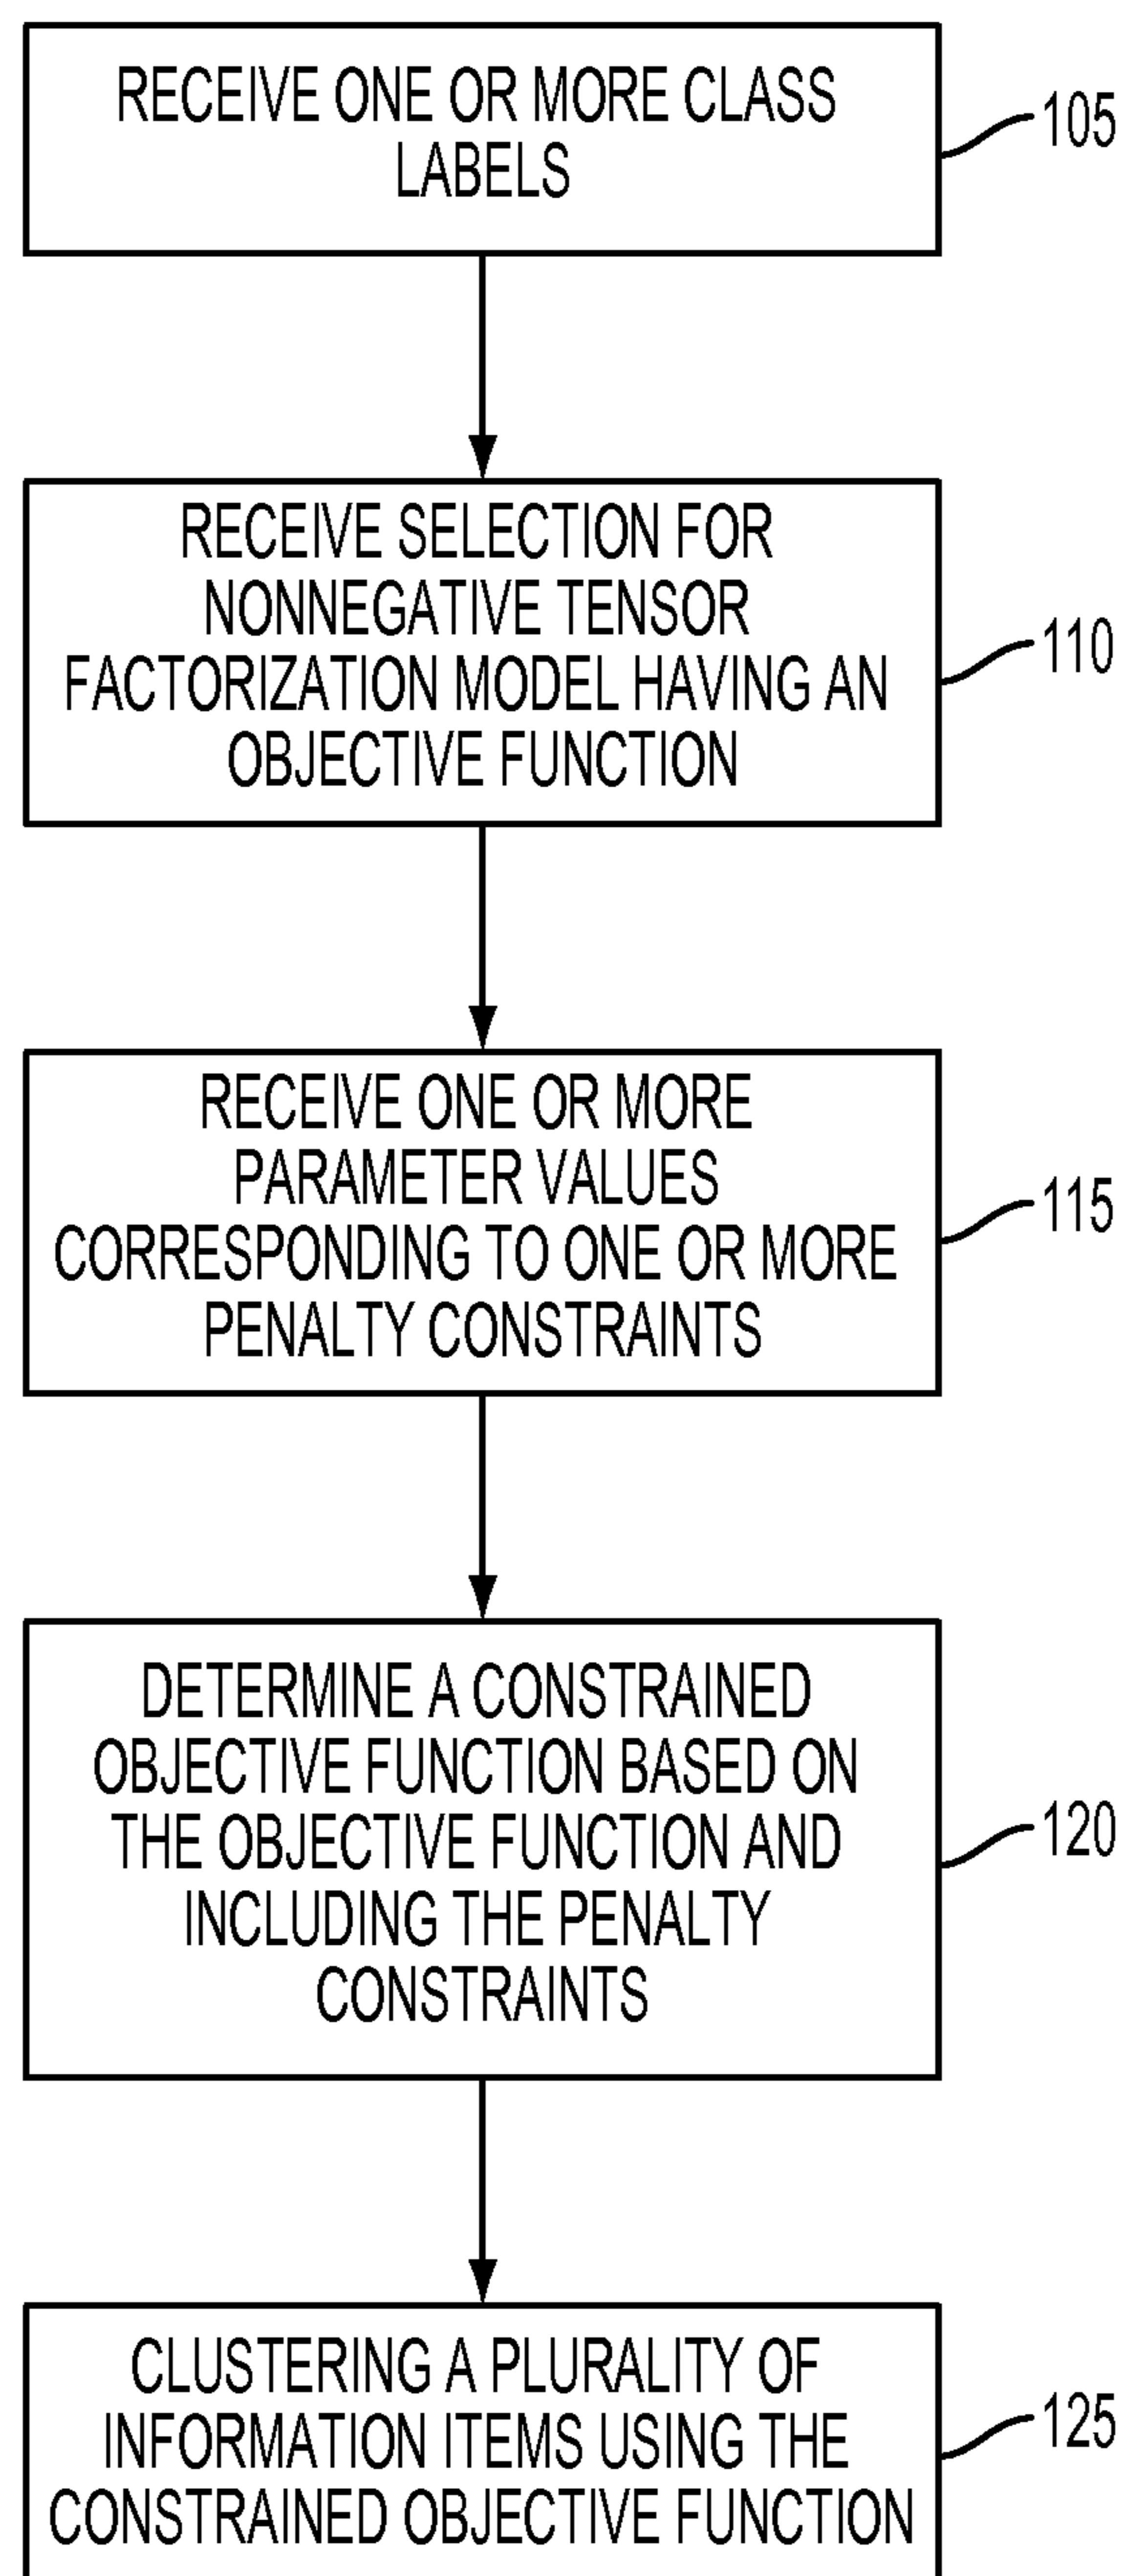 RECEIVE ONE OR MORE CLASS
LABELS
105
RECEIVE SELECTION FOR
NONNEGATIVE TENSOR
FACTORIZATION MODEL HAVING AN
OBJECTIVE FUNCTION
110
RECEIVE ONE OR MORE
PARAMETER VALUES
CORRESPONDING TO ONE OR MORE
PENALTY CONSTRAINTS
115
DETERMINE A CONSTRAINED
OBJECTIVE FUNCTION BASED ON
THE OBJECTIVE FUNCTION AND
INCLUDING THE PENALTY
CONSTRAINTS
120
CLUSTERING A PLURALITY OF
INFORMATION ITEMS USING THE
CONSTRAINED OBJECTIVE FUNCTION
125